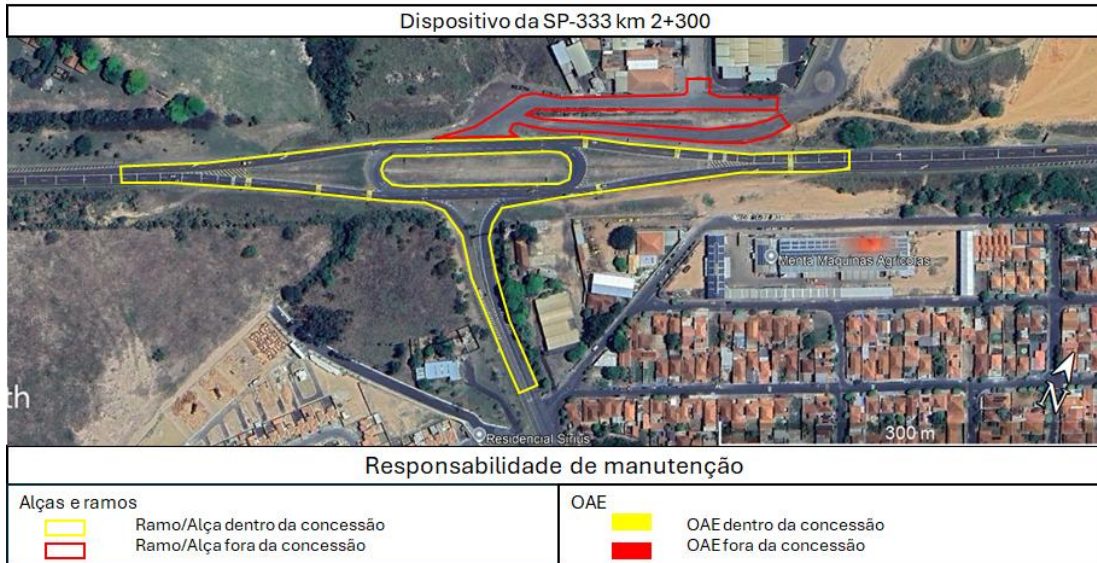 Dispositivo da SP-333 km 2+300
Menta Maquinas Agrícolas
th
Residencial Sirius
300 m
N
Responsabilidade de manutenção
Alças e ramos
Ramo/Alça dentro da concessão
Ramo/Alça fora da concessão
OAE
OAE dentro da concessão
OAE fora da concessão